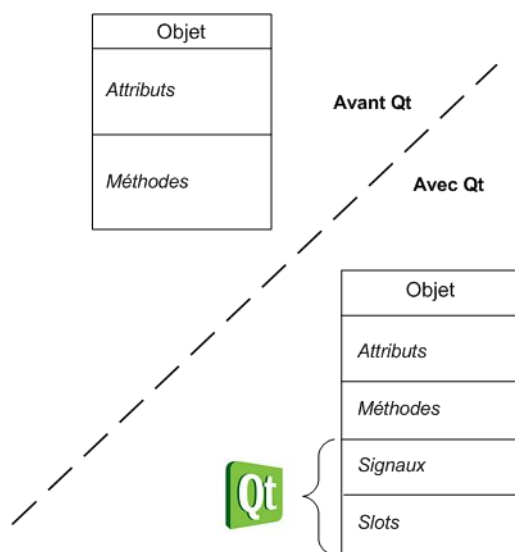 Objet
Attributs
Méthodes
Avant Qt
Avec Qt
Objet
Attributs
Méthodes
Signaux
Slots
Qt